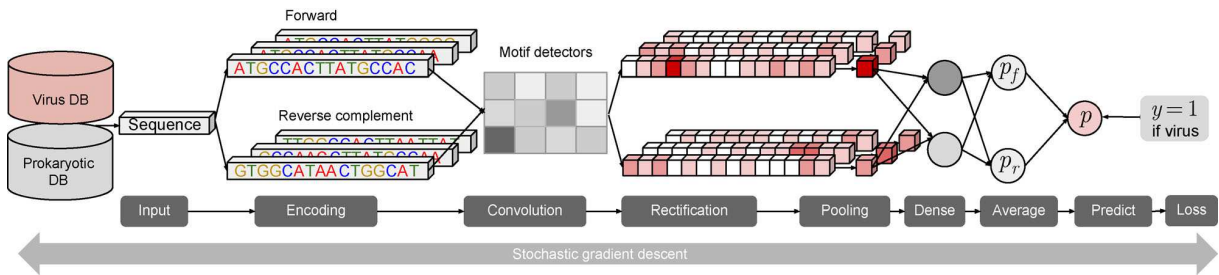 Forward
Motif detectors
ATGCCACTTATGCCAC
Virus DB
Sequence
Prokaryotic
DB
Reverse complement
GTGGCATAACTGGCAT
p_f
p_r
p
y = 1
if virus
Input
Encoding
Convolution
Rectification
Pooling
Dense
Average
Predict
Loss
Stochastic gradient descent